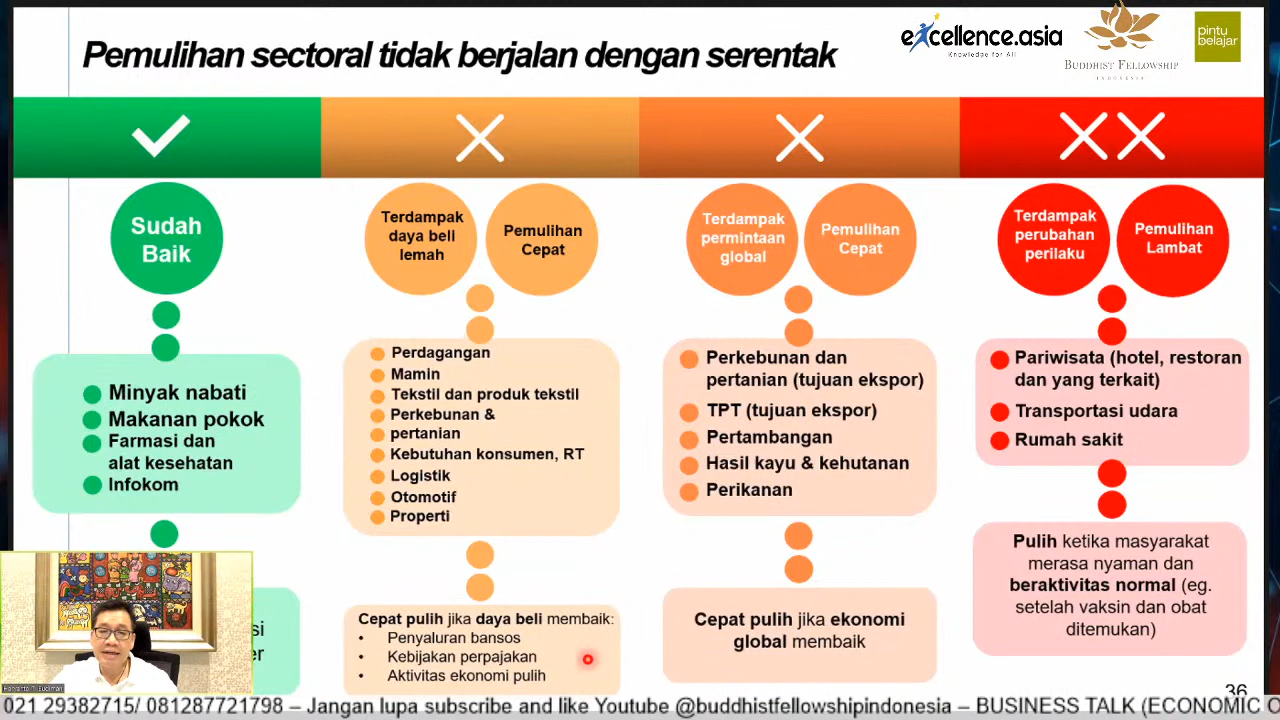 Pemulihan sectoral tidak berjalan dengan serentak
excellence.asia
Knowledge for All
BUDDHIST FELLOWSHIP
INDONESIA
pintu
belajar
Sudah
Baik
Minyak nabati
Makanan pokok
Farmasi dan
alat kesehatan
Infokom
si
er
Terdampak
daya beli
lemah
Pemulihan
Cepat
Perdagangan
Mamin
Tekstil dan produk tekstil
Perkebunan &
pertanian
Kebutuhan konsumen, RT
Logistik
Otomotif
Properti
Cepat pulih jika daya beli membaik:
• Penyaluran bansos
• Kebijakan perpajakan
• Aktivitas ekonomi pulih
Terdampak
permintaan
global
Pemulihan
Cepat
Perkebunan dan
pertanian (tujuan ekspor)
TPT (tujuan ekspor)
Pertambangan
Hasil kayu & kehutanan
Perikanan
Cepat pulih jika ekonomi
global membaik
Terdampak
perubahan
perilaku
Pemulihan
Lambat
Pariwisata (hotel, restoran
dan yang terkait)
Transportasi udara
Rumah sakit
Pulih ketika masyarakat
merasa nyaman dan
beraktivitas normal (eg.
setelah vaksin dan obat
ditemukan)
36
021 29382715/ 081287721798 – Jangan lupa subscribe and like Youtube @buddhistfellowshipindonesia – BUSINESS TALK (ECONOMIC